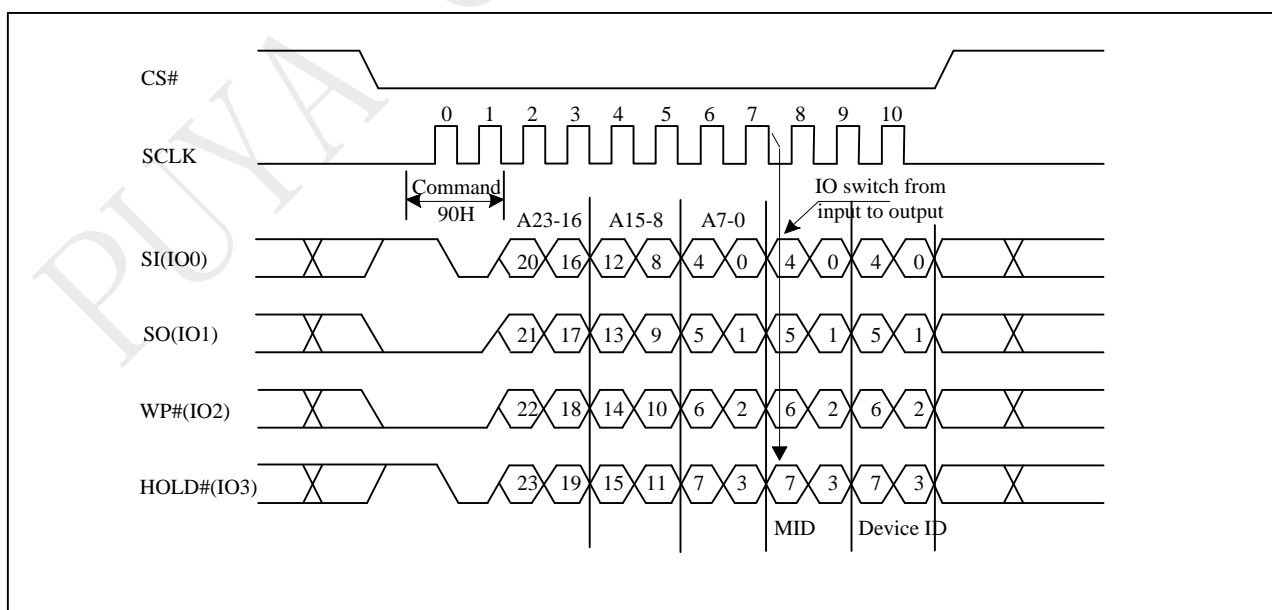 PUYA
CS#
0 1 2 3 4 5 6 7 8 9 10
SCLK
Command
90H
IO switch from
input to output
A23-16 A15-8 A7-0
SI(IO0)
20 16 12 8 4 0 4 0 4 0
SO(IO1)
21 17 13 9 5 1 5 1 5 1
WP#(IO2)
22 18 14 10 6 2 6 2 6 2
HOLD#(IO3)
23 19 15 11 7 3 7 3 7 3
MID Device ID